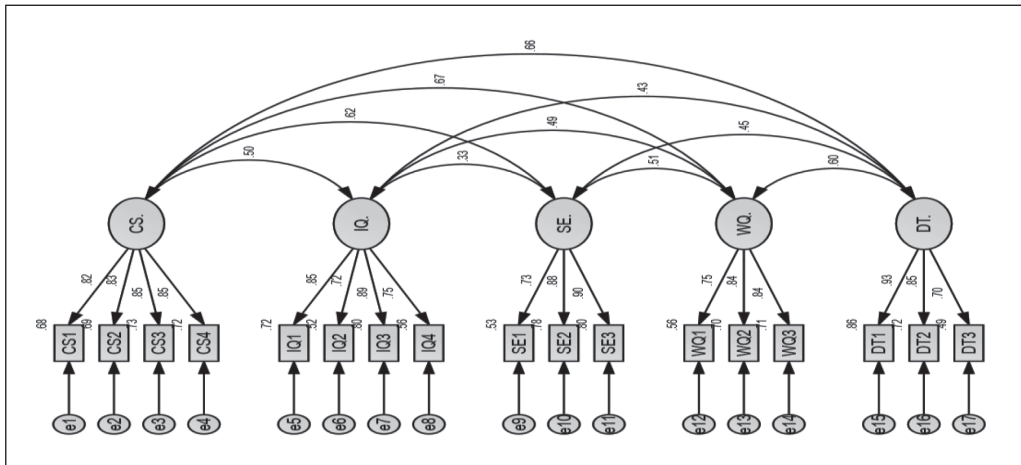 .66
.67
.43
.62
.49
.45
.50
.33
.51
.60
CS.
IQ.
SE.
WQ.
DT.
.82
.83
.85
.85
.85
.72
.89
.75
.73
.88
.90
.75
.84
.84
.93
.85
.70
.68
.69
.73
.72
.72
.52
.80
.56
.53
.78
.80
.56
.70
.71
.86
.72
.49
CS1
CS2
CS3
CS4
IQ1
IQ2
IQ3
IQ4
SE1
SE2
SE3
WQ1
WQ2
WQ3
DT1
DT2
DT3
e1
e2
e3
e4
e5
e6
e7
e8
e9
e10
e11
e12
e13
e14
e15
e16
e17